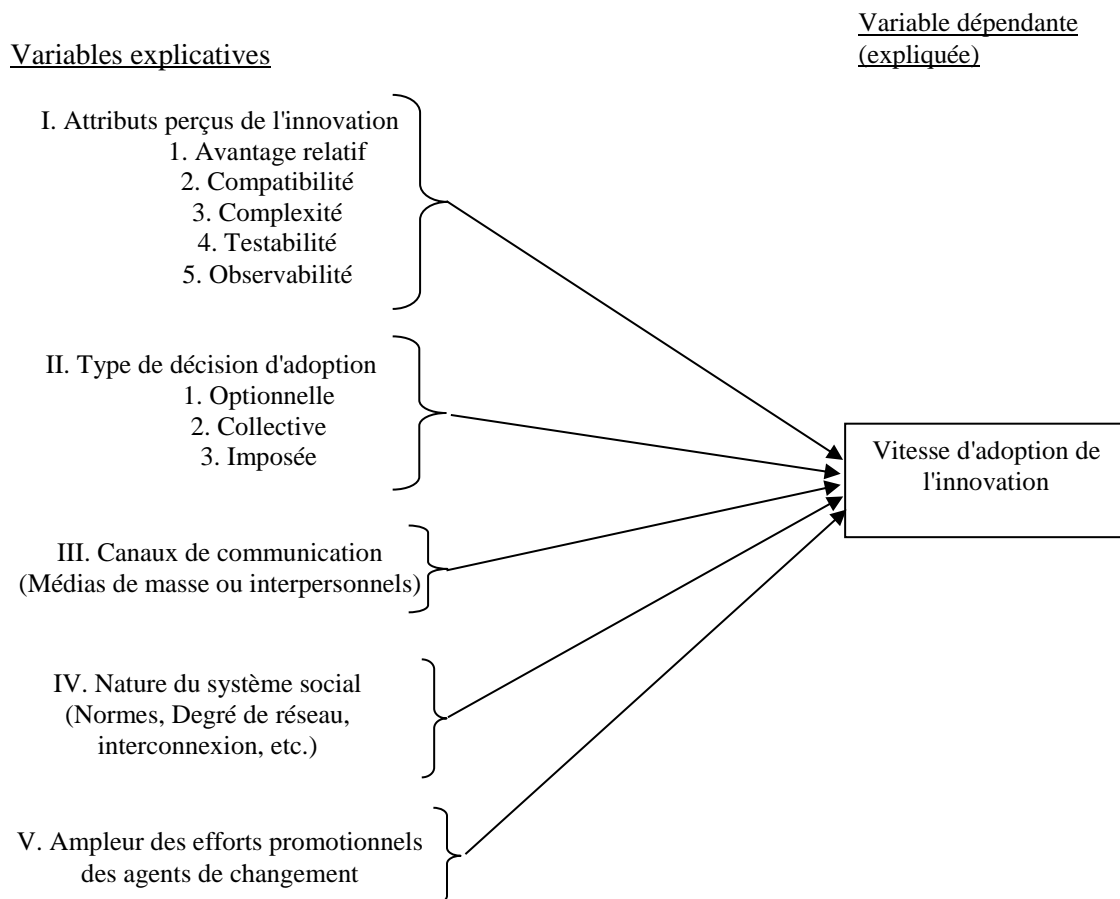 Variable dépendante
(expliquée)
Variables explicatives
I. Attributs perçus de l'innovation
1. Avantage relatif
2. Compatibilité
3. Complexité
4. Testabilité
5. Observabilité
II. Type de décision d'adoption
1. Optionnelle
2. Collective
3. Imposée
Vitesse d'adoption de
l'innovation
III. Canaux de communication
(Médias de masse ou interpersonnels)
IV. Nature du système social
(Normes, Degré de réseau,
interconnexion, etc.)
V. Ampleur des efforts promotionnels
des agents de changement